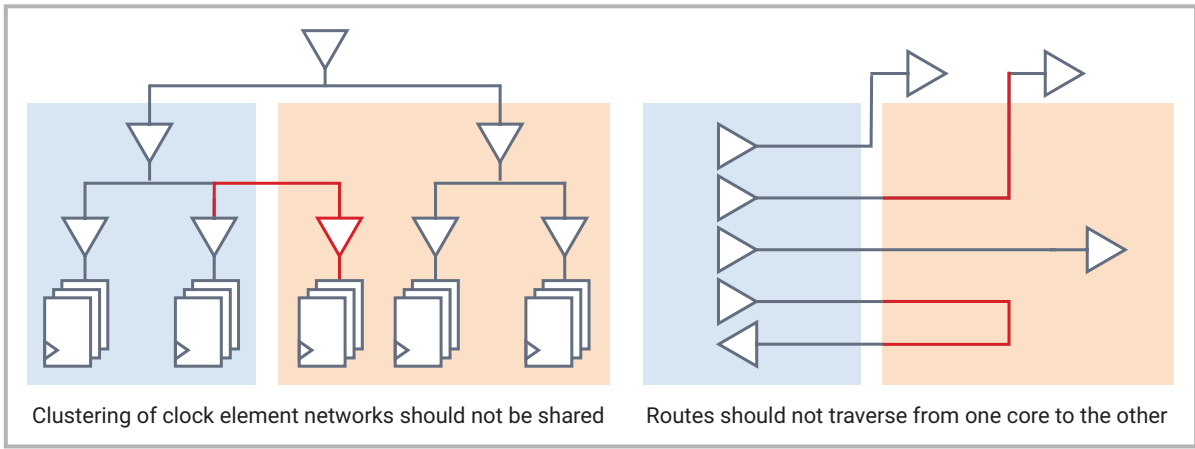 Clustering of clock element networks should not be shared
Routes should not traverse from one core to the other